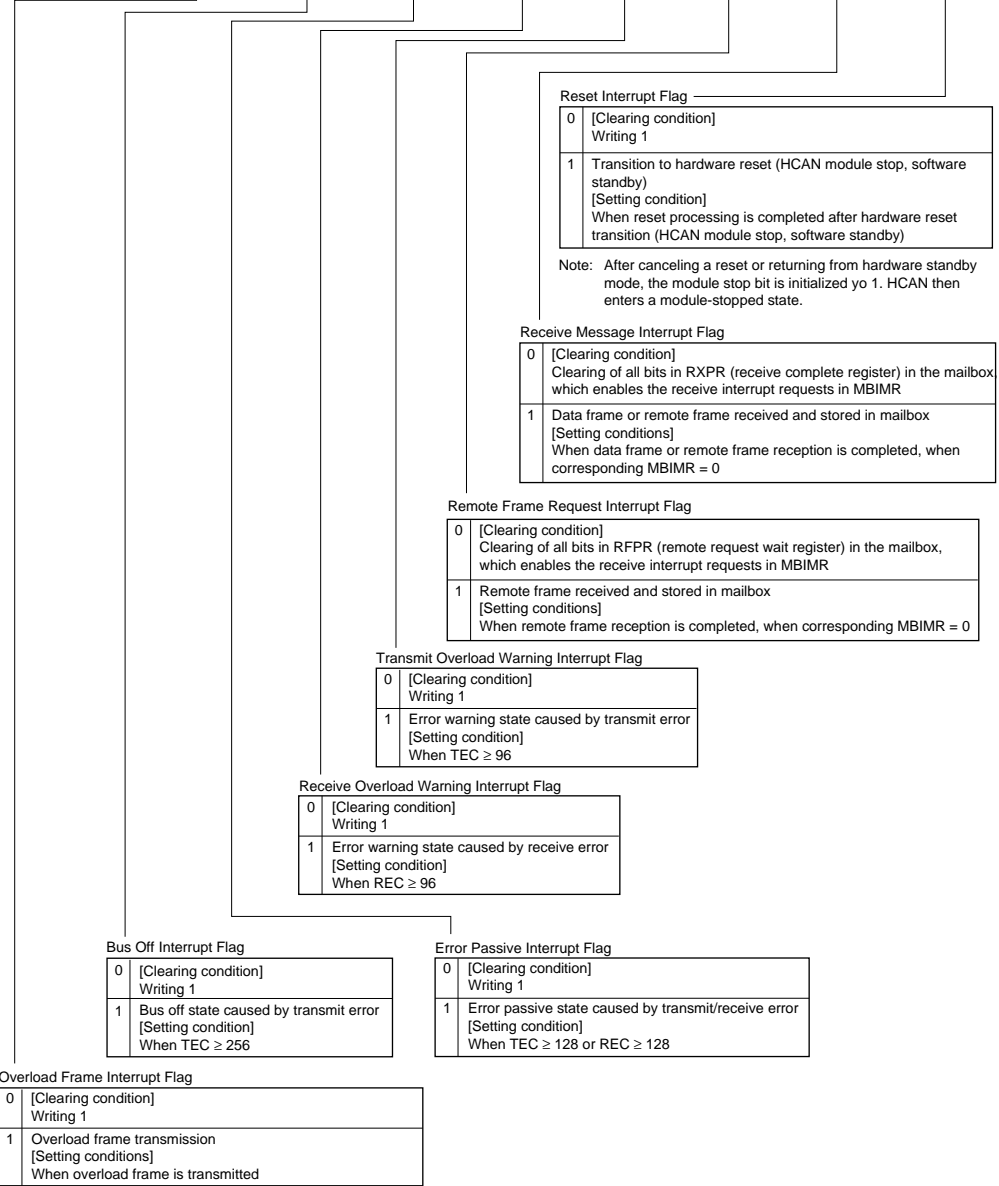 Reset Interrupt Flag
0 [Clearing condition]
Writing 1
1 Transition to hardware reset (HCAN module stop, software
standby)
[Setting condition]
When reset processing is completed after hardware reset
transition (HCAN module stop, software standby)
Note: After canceling a reset or returning from hardware standby
mode, the module stop bit is initialized yo 1. HCAN then
enters a module-stopped state.
Receive Message Interrupt Flag
0 [Clearing condition]
Clearing of all bits in RXPR (receive complete register) in the mailbox,
which enables the receive interrupt requests in MBIMR
1 Data frame or remote frame received and stored in mailbox
[Setting conditions]
When data frame or remote frame reception is completed, when
corresponding MBIMR = 0
Remote Frame Request Interrupt Flag
0 [Clearing condition]
Clearing of all bits in RFPR (remote request wait register) in the mailbox,
which enables the receive interrupt requests in MBIMR
1 Remote frame received and stored in mailbox
[Setting conditions]
When remote frame reception is completed, when corresponding MBIMR = 0
Transmit Overload Warning Interrupt Flag
0 [Clearing condition]
Writing 1
1 Error warning state caused by transmit error
[Setting condition]
When TEC ≥ 96
Receive Overload Warning Interrupt Flag
0 [Clearing condition]
Writing 1
1 Error warning state caused by receive error
[Setting condition]
When REC ≥ 96
Bus Off Interrupt Flag
0 [Clearing condition]
Writing 1
1 Bus off state caused by transmit error
[Setting condition]
When TEC ≥ 256
Error Passive Interrupt Flag
0 [Clearing condition]
Writing 1
1 Error passive state caused by transmit/receive error
[Setting condition]
When TEC ≥ 128 or REC ≥ 128
Overload Frame Interrupt Flag
0 [Clearing condition]
Writing 1
1 Overload frame transmission
[Setting conditions]
When overload frame is transmitted